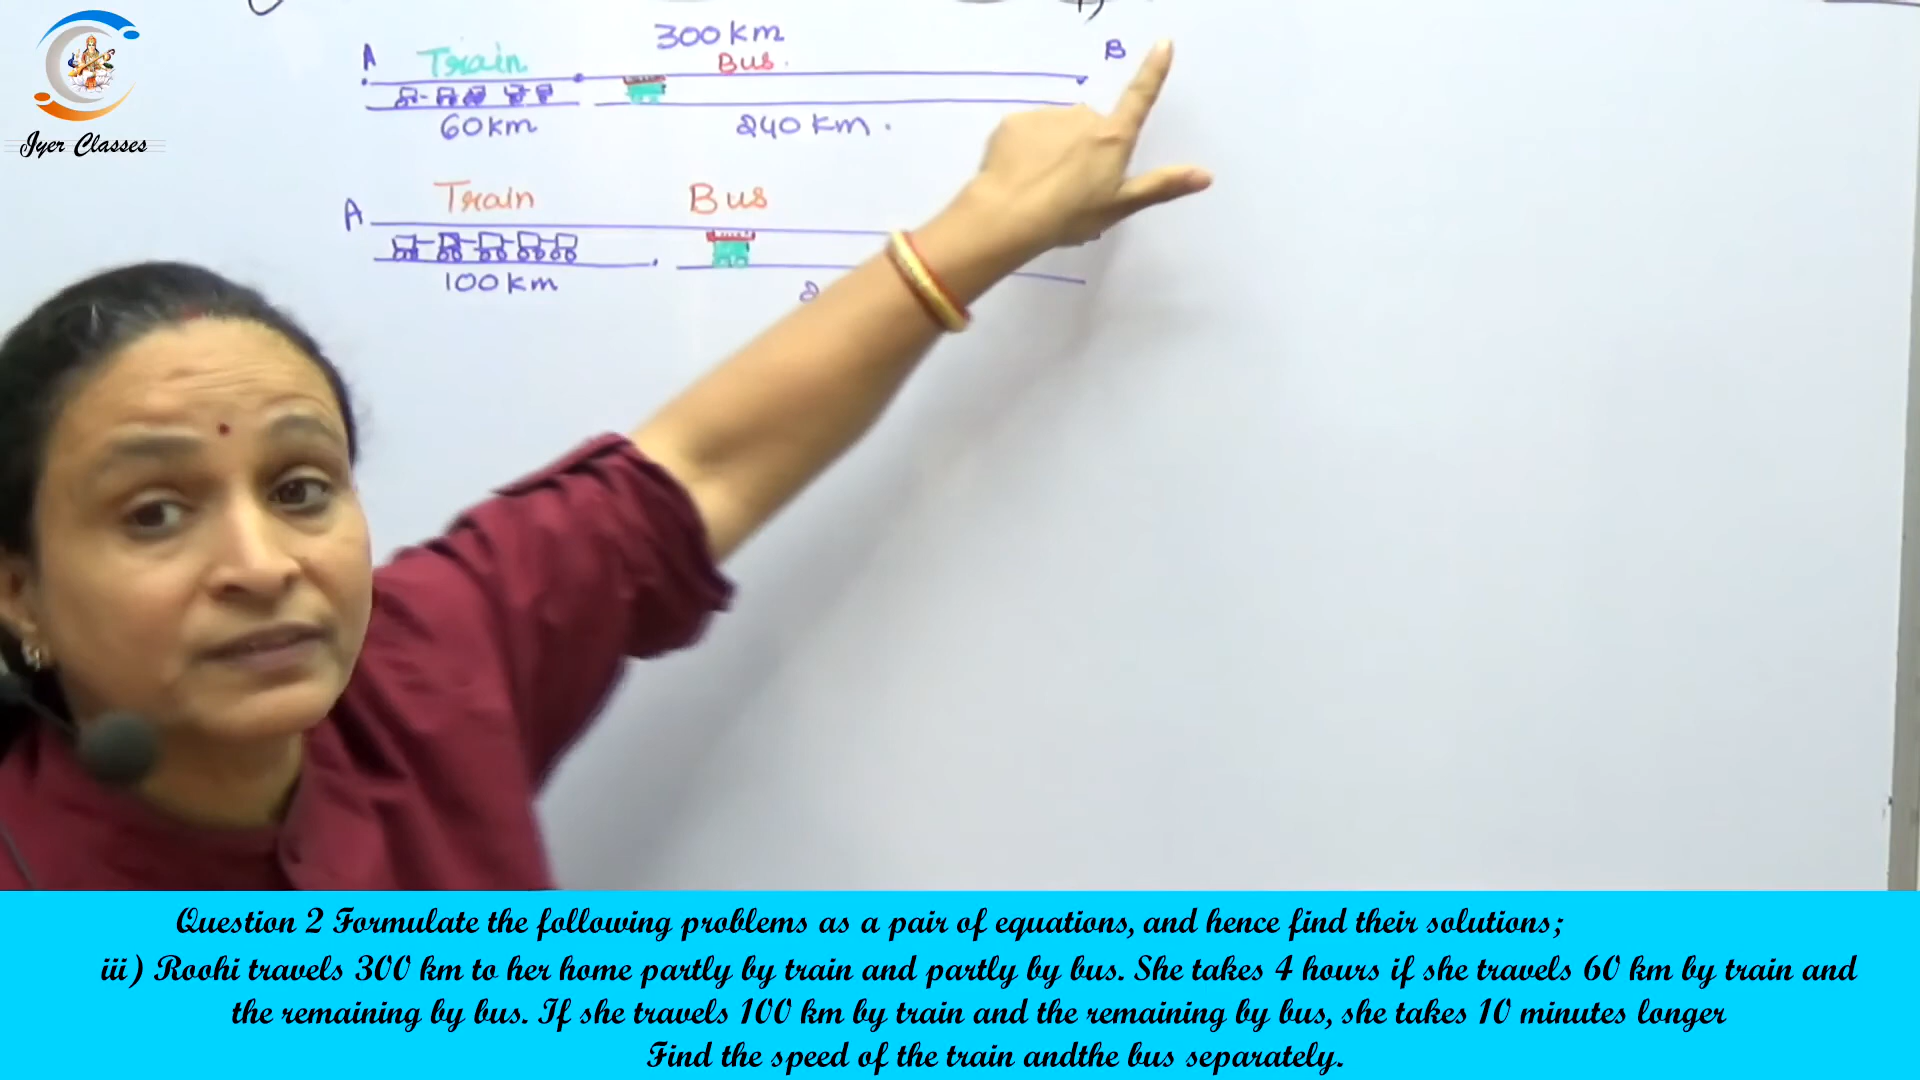 300 km
A Train Bus. B
60 km 240 km.
Iyer Classes
A Train Bus
100 km
Question 2 Formulate the following problems as a pair of equations, and hence find their solutions;
iii) Roohi travels 300 km to her home partly by train and partly by bus. She takes 4 hours if she travels 60 km by train and
the remaining by bus. If she travels 100 km by train and the remaining by bus, she takes 10 minutes longer
Find the speed of the train andthe bus separately.